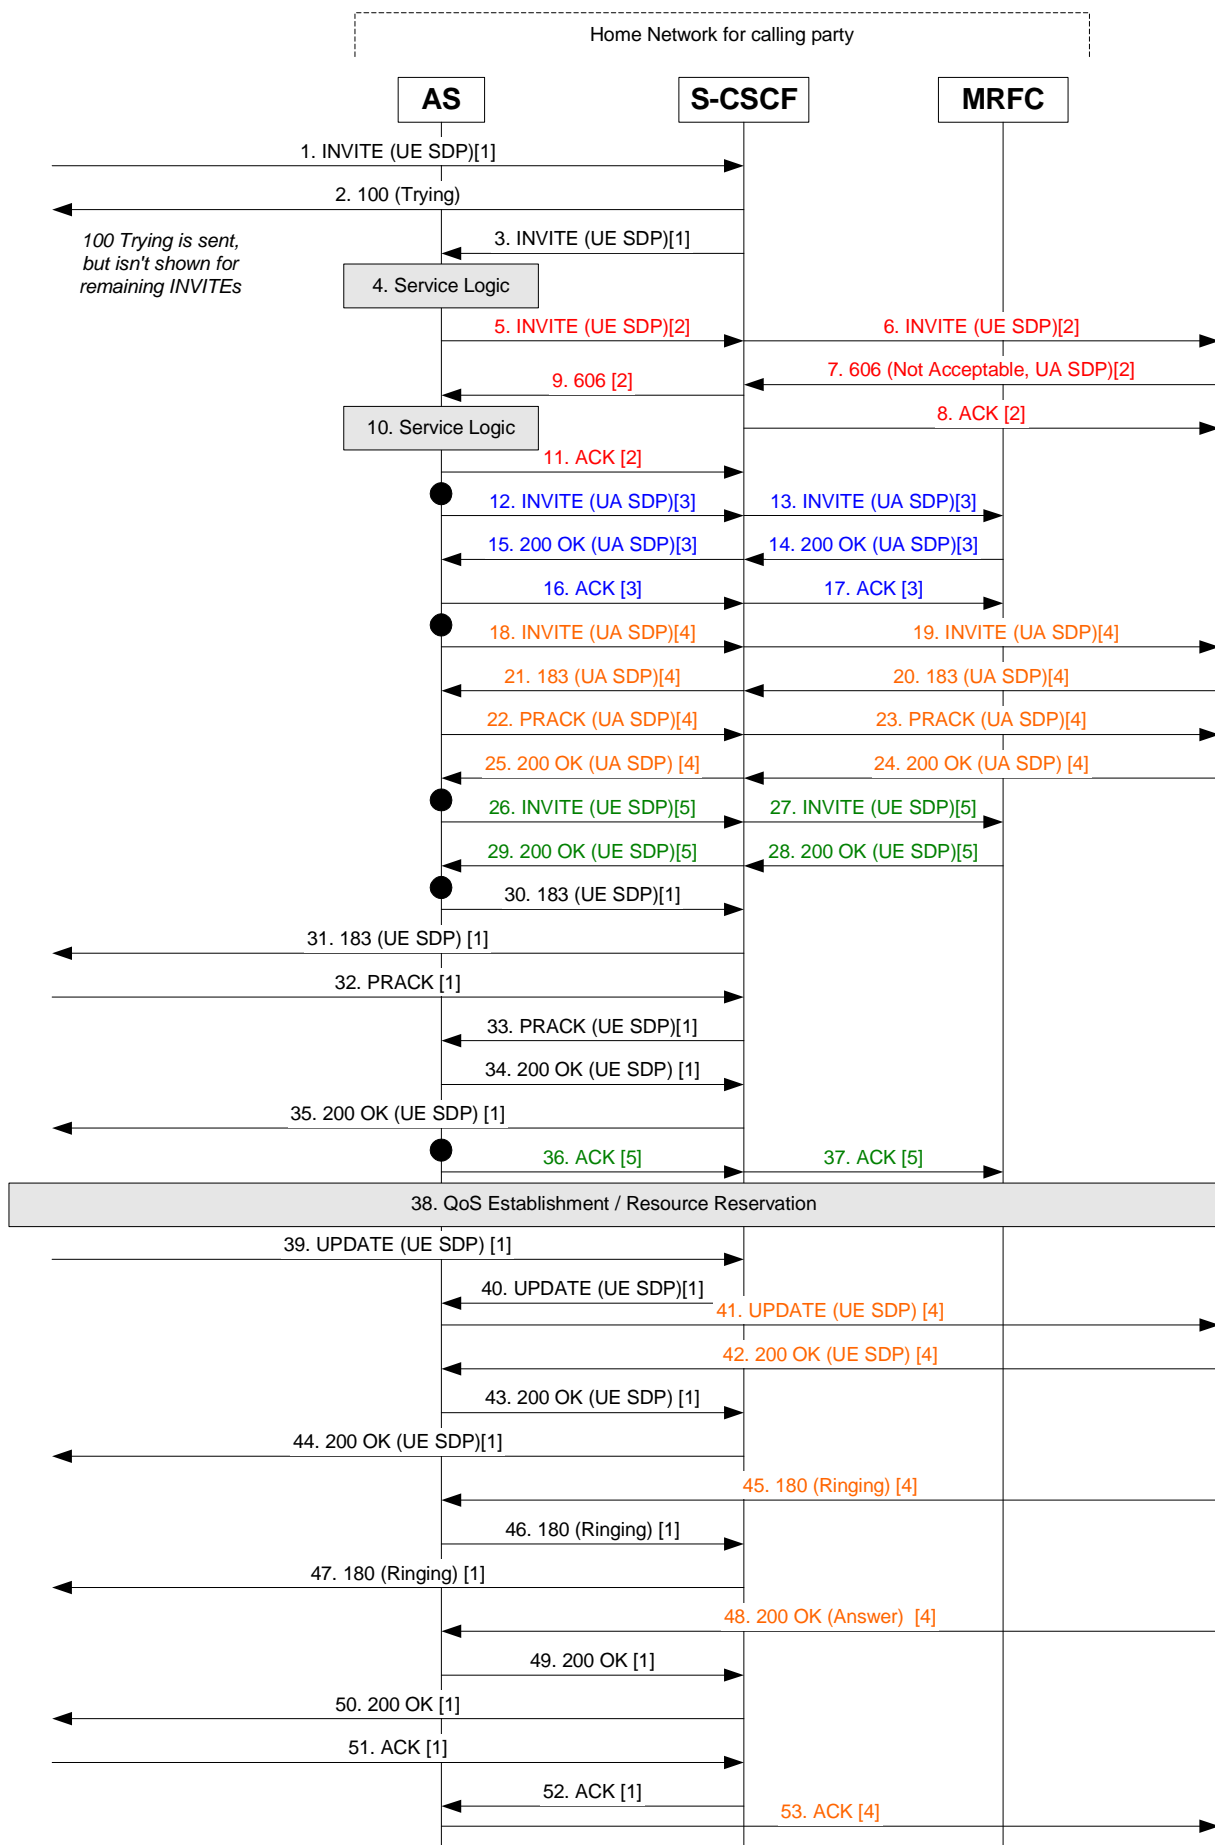 Home Network for calling party
AS
S-CSCF
MRFC
1. INVITE (UE SDP)[1]
2. 100 (Trying)
100 Trying is sent,
but isn't shown for
remaining INVITEs
3. INVITE (UE SDP)[1]
4. Service Logic
5. INVITE (UE SDP)[2]
6. INVITE (UE SDP)[2]
7. 606 (Not Acceptable, UA SDP)[2]
9. 606 [2]
8. ACK [2]
10. Service Logic
11. ACK [2]
12. INVITE (UA SDP)[3]
13. INVITE (UA SDP)[3]
15. 200 OK (UA SDP)[3]
14. 200 OK (UA SDP)[3]
16. ACK [3]
17. ACK [3]
18. INVITE (UA SDP)[4]
19. INVITE (UA SDP)[4]
21. 183 (UA SDP)[4]
20. 183 (UA SDP)[4]
22. PRACK (UA SDP)[4]
23. PRACK (UA SDP)[4]
25. 200 OK (UA SDP) [4]
24. 200 OK (UA SDP) [4]
26. INVITE (UE SDP)[5]
27. INVITE (UE SDP)[5]
29. 200 OK (UE SDP)[5]
28. 200 OK (UE SDP)[5]
30. 183 (UE SDP)[1]
31. 183 (UE SDP) [1]
32. PRACK [1]
33. PRACK (UE SDP)[1]
34. 200 OK (UE SDP) [1]
35. 200 OK (UE SDP) [1]
36. ACK [5]
37. ACK [5]
38. QoS Establishment / Resource Reservation
39. UPDATE (UE SDP) [1]
40. UPDATE (UE SDP)[1]
41. UPDATE (UE SDP) [4]
42. 200 OK (UE SDP) [4]
43. 200 OK (UE SDP) [1]
44. 200 OK (UE SDP)[1]
45. 180 (Ringing) [4]
46. 180 (Ringing) [1]
47. 180 (Ringing) [1]
48. 200 OK (Answer) [4]
49. 200 OK [1]
50. 200 OK [1]
51. ACK [1]
52. ACK [1]
53. ACK [4]